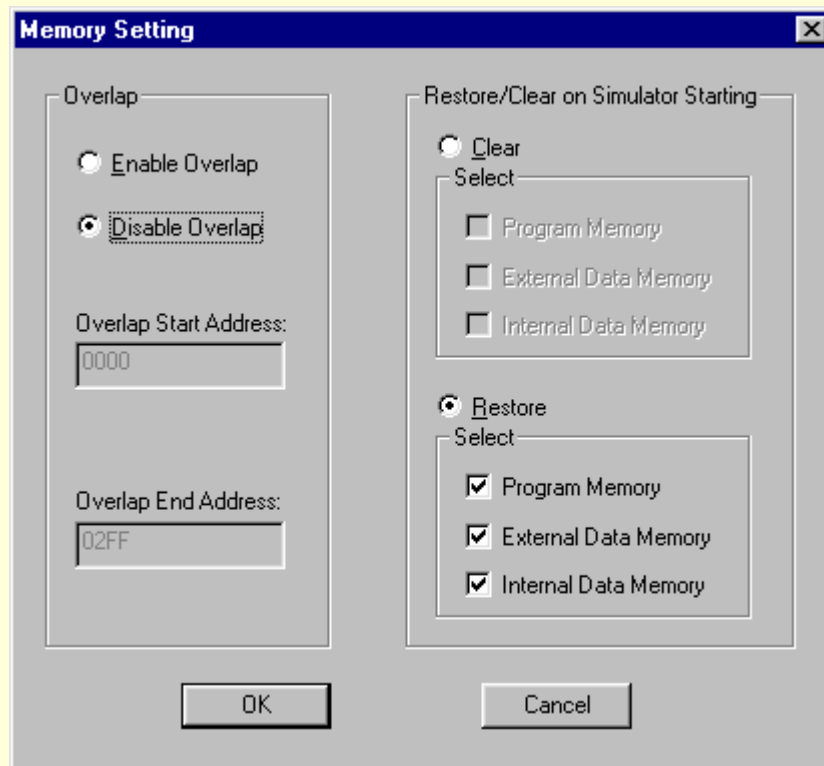 Memory Setting
Overlap
Enable Overlap
Disable Overlap
Overlap Start Address:
0000
Overlap End Address:
02FF
Restore/Clear on Simulator Starting
Clear
Select
Program Memory
External Data Memory
Internal Data Memory
Restore
Select
Program Memory
External Data Memory
Internal Data Memory
OK
Cancel